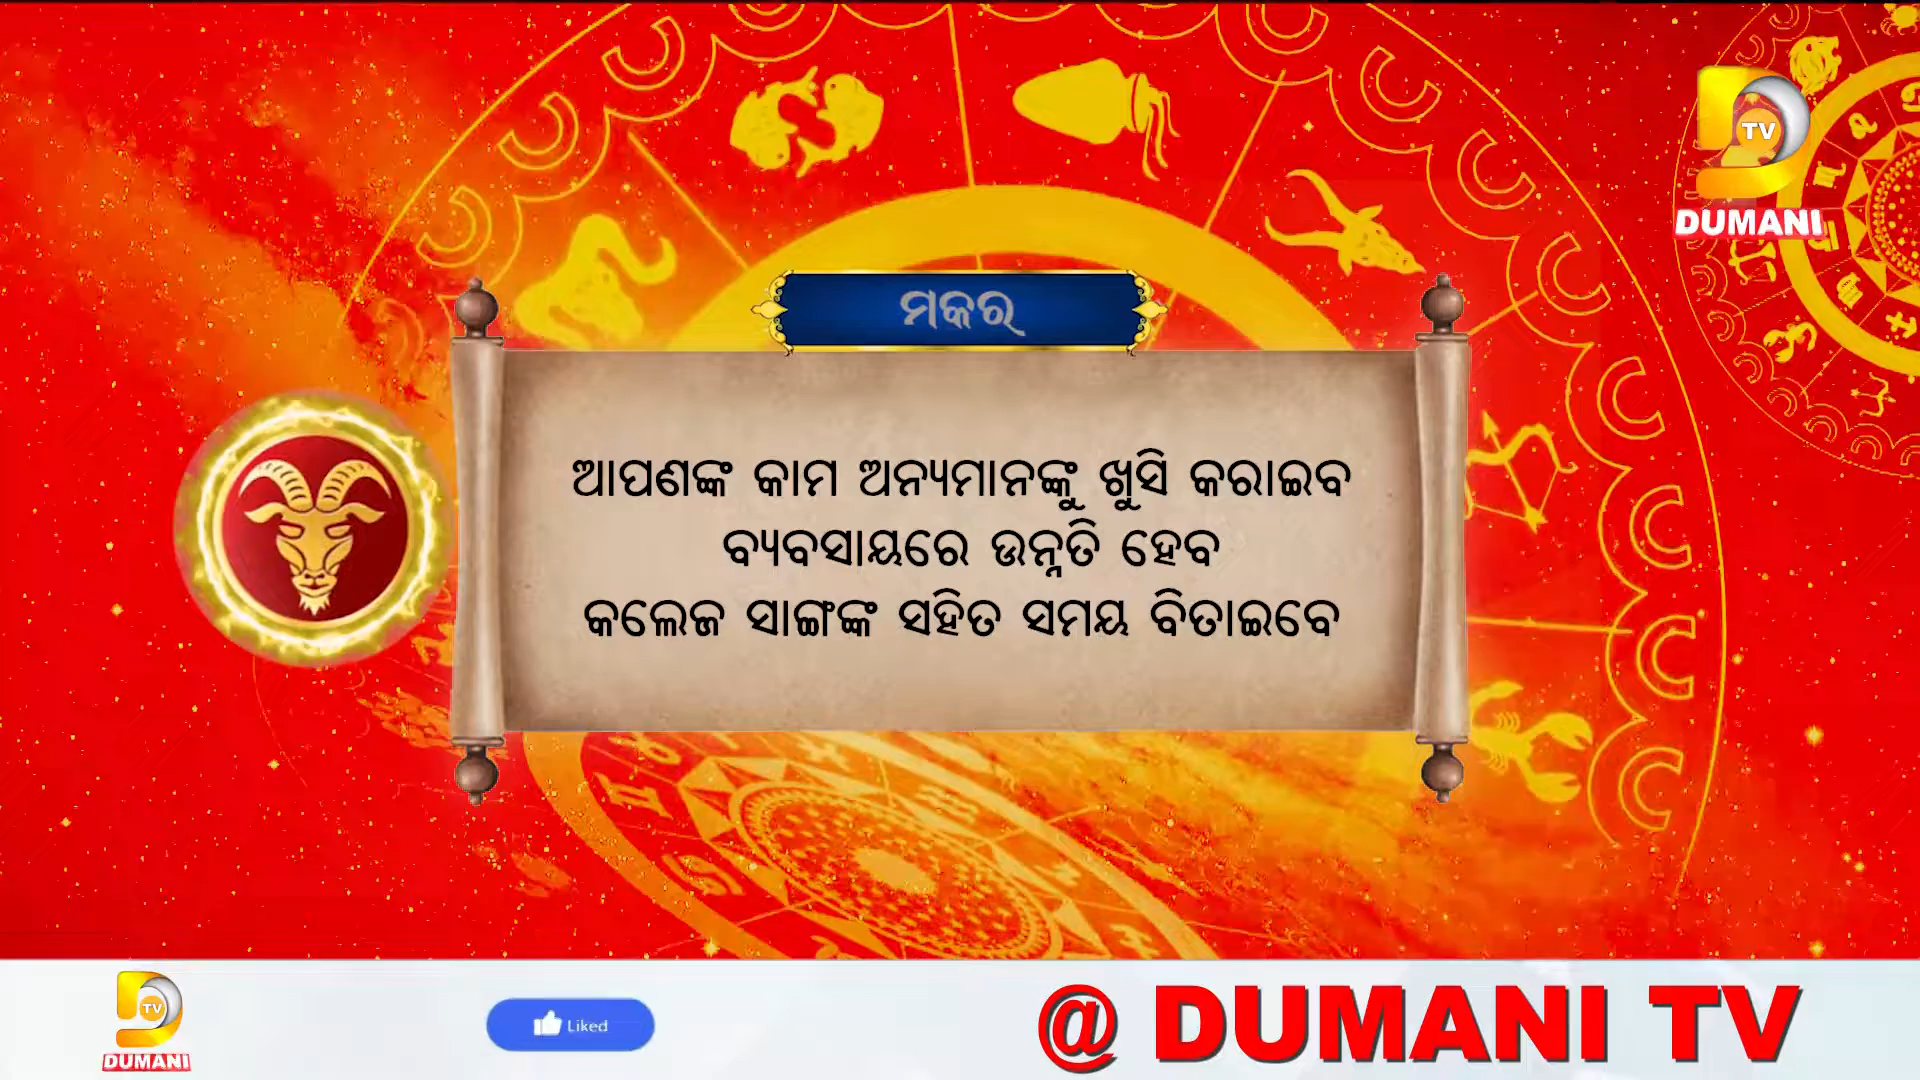 TV
DUMANI
ମକର
ଆପଣଙ୍କ କାମ ଅନ୍ୟମାନଙ୍କୁ ଖୁସି କରାଇବ
ବ୍ୟବସାୟରେ ଉନ୍ନତି ହେବ
କଲେଜ ସାଙ୍ଗଙ୍କ ସହିତ ସମୟ ବିତାଇବେ
TV
DUMANI
Liked
@ DUMANI TV